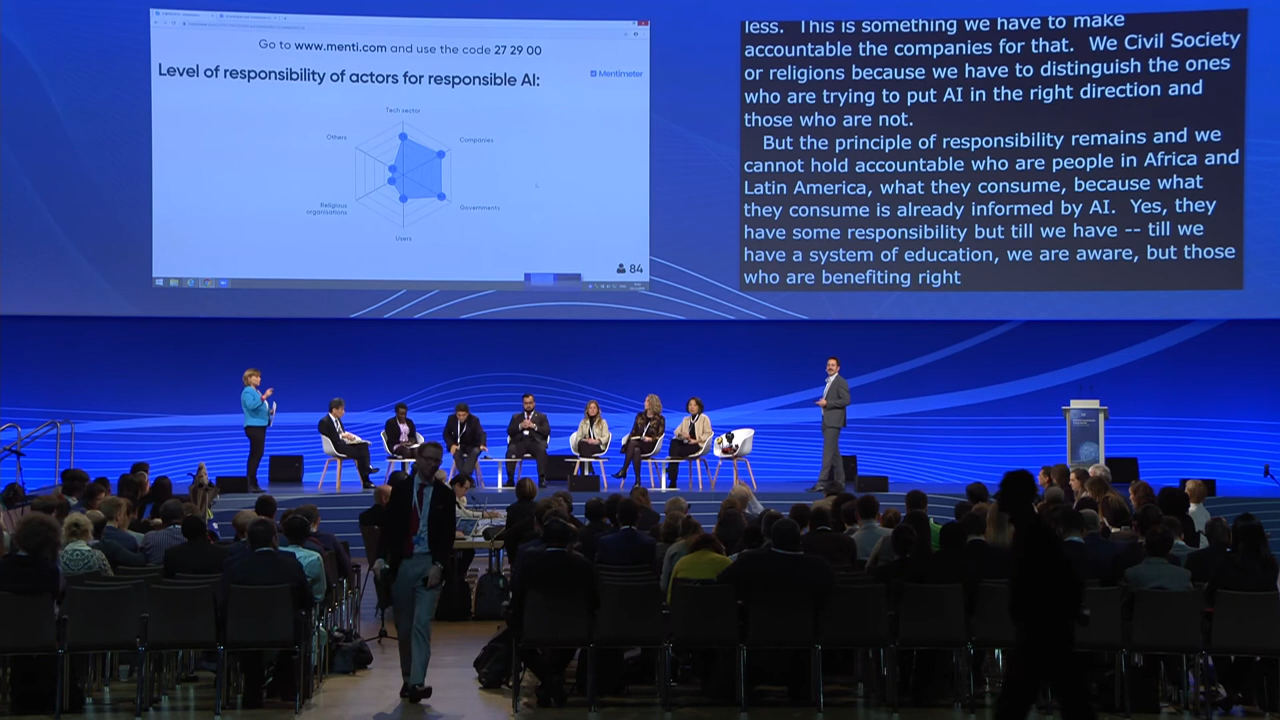 Go to www.menti.com and use the code 27 29 00
Level of responsibility of actors for responsible AI:
Mentimeter
Tech sector
Others
Companies
Religious
organisations
Governments
Users
84
less. This is something we have to make
accountable the companies for that. We Civil Society
or religions because we have to distinguish the ones
who are trying to put AI in the right direction and
those who are not.
But the principle of responsibility remains and we
cannot hold accountable who are people in Africa and
Latin America, what they consume, because what
they consume is already informed by AI. Yes, they
have some responsibility but till we have -- till we
have a system of education, we are aware, but those
who are benefiting right